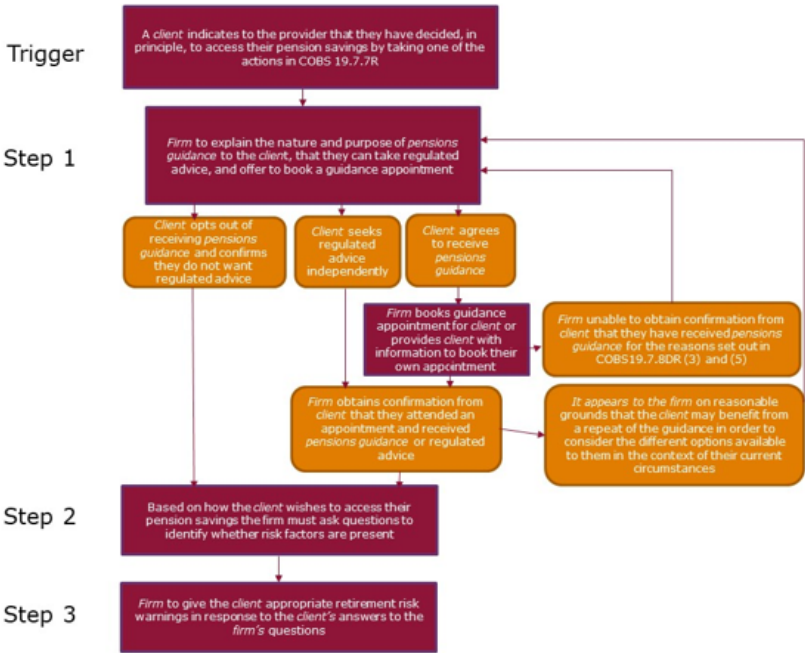 Trigger
A client indicates to the provider that they have decided, in
principle, to access their pension savings by taking one of the
actions in COBS 19.7.7R
Step 1
Firm to explain the nature and purpose of pensions
guidance to the client, that they can take regulated
advice, and offer to book a guidance appointment
Client opts out of
receiving pensions
guidance and confirms
they do not want
regulated advice
Client seeks
regulated
advice
independently
Client agrees
to receive
pensions
guidance
Firm books guidance
appointment for client or
provides client with
information to book their
own appointment
Firm unable to obtain confirmation from
client that they have received pensions
guidance for the reasons set out in
COBS19.7.8DR (3) and (5)
Firm obtains confirmation from
client that they attended an
appointment and received
pensions guidance or regulated
advice
It appears to the firm on reasonable
grounds that the client may benefit from
a repeat of the guidance in order to
consider the different options available
to them in the context of their current
circumstances
Step 2
Based on how the client wishes to access their
pension savings the firm must ask questions to
identify whether risk factors are present
Step 3
Firm to give the client appropriate retirement risk
warnings in response to the client's answers to the
firm's questions